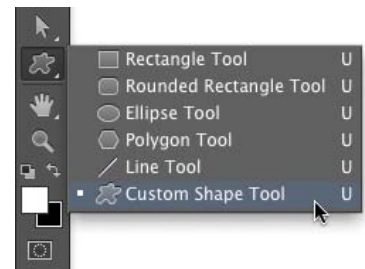 Rectangle Tool U
Rounded Rectangle Tool U
Ellipse Tool U
Polygon Tool U
Line Tool U
Custom Shape Tool U